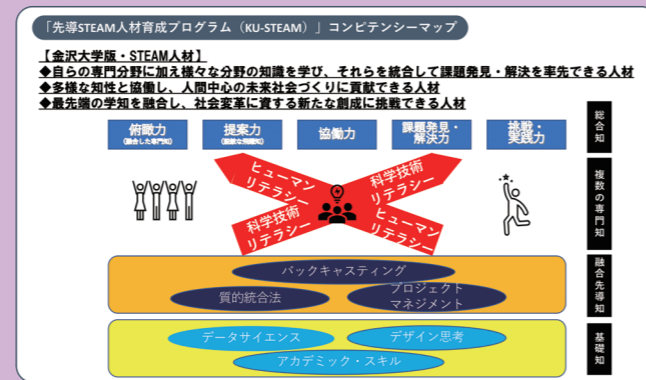 「先導STEAM人材育成プログラム（KU-STEAM）」コンピテンシーマップ
【金沢大学版・STEAM人材】
◆自らの専門分野に加え様々な分野の知識を学び、それらを統合して課題発見・解決を率先できる人材
◆多様な知性と協働し、人間中心の未来社会づくりに貢献できる人材
◆最先端の学知を融合し、社会変革に資する新たな創成に挑戦できる人材
俯瞰力
(融合した専門知)
提案力
協働力
課題発見・
解決力
挑戦・
実践力
総合知
ヒューマン
リテラシー
科学技術
リテラシー
科学技術
リテラシー
ヒューマン
リテラシー
複数の専門知
バックキャスティング
質的統合法
プロジェクト
マネジメント
融合先導知
データサイエンス
デザイン思考
アカデミック・スキル
基礎知